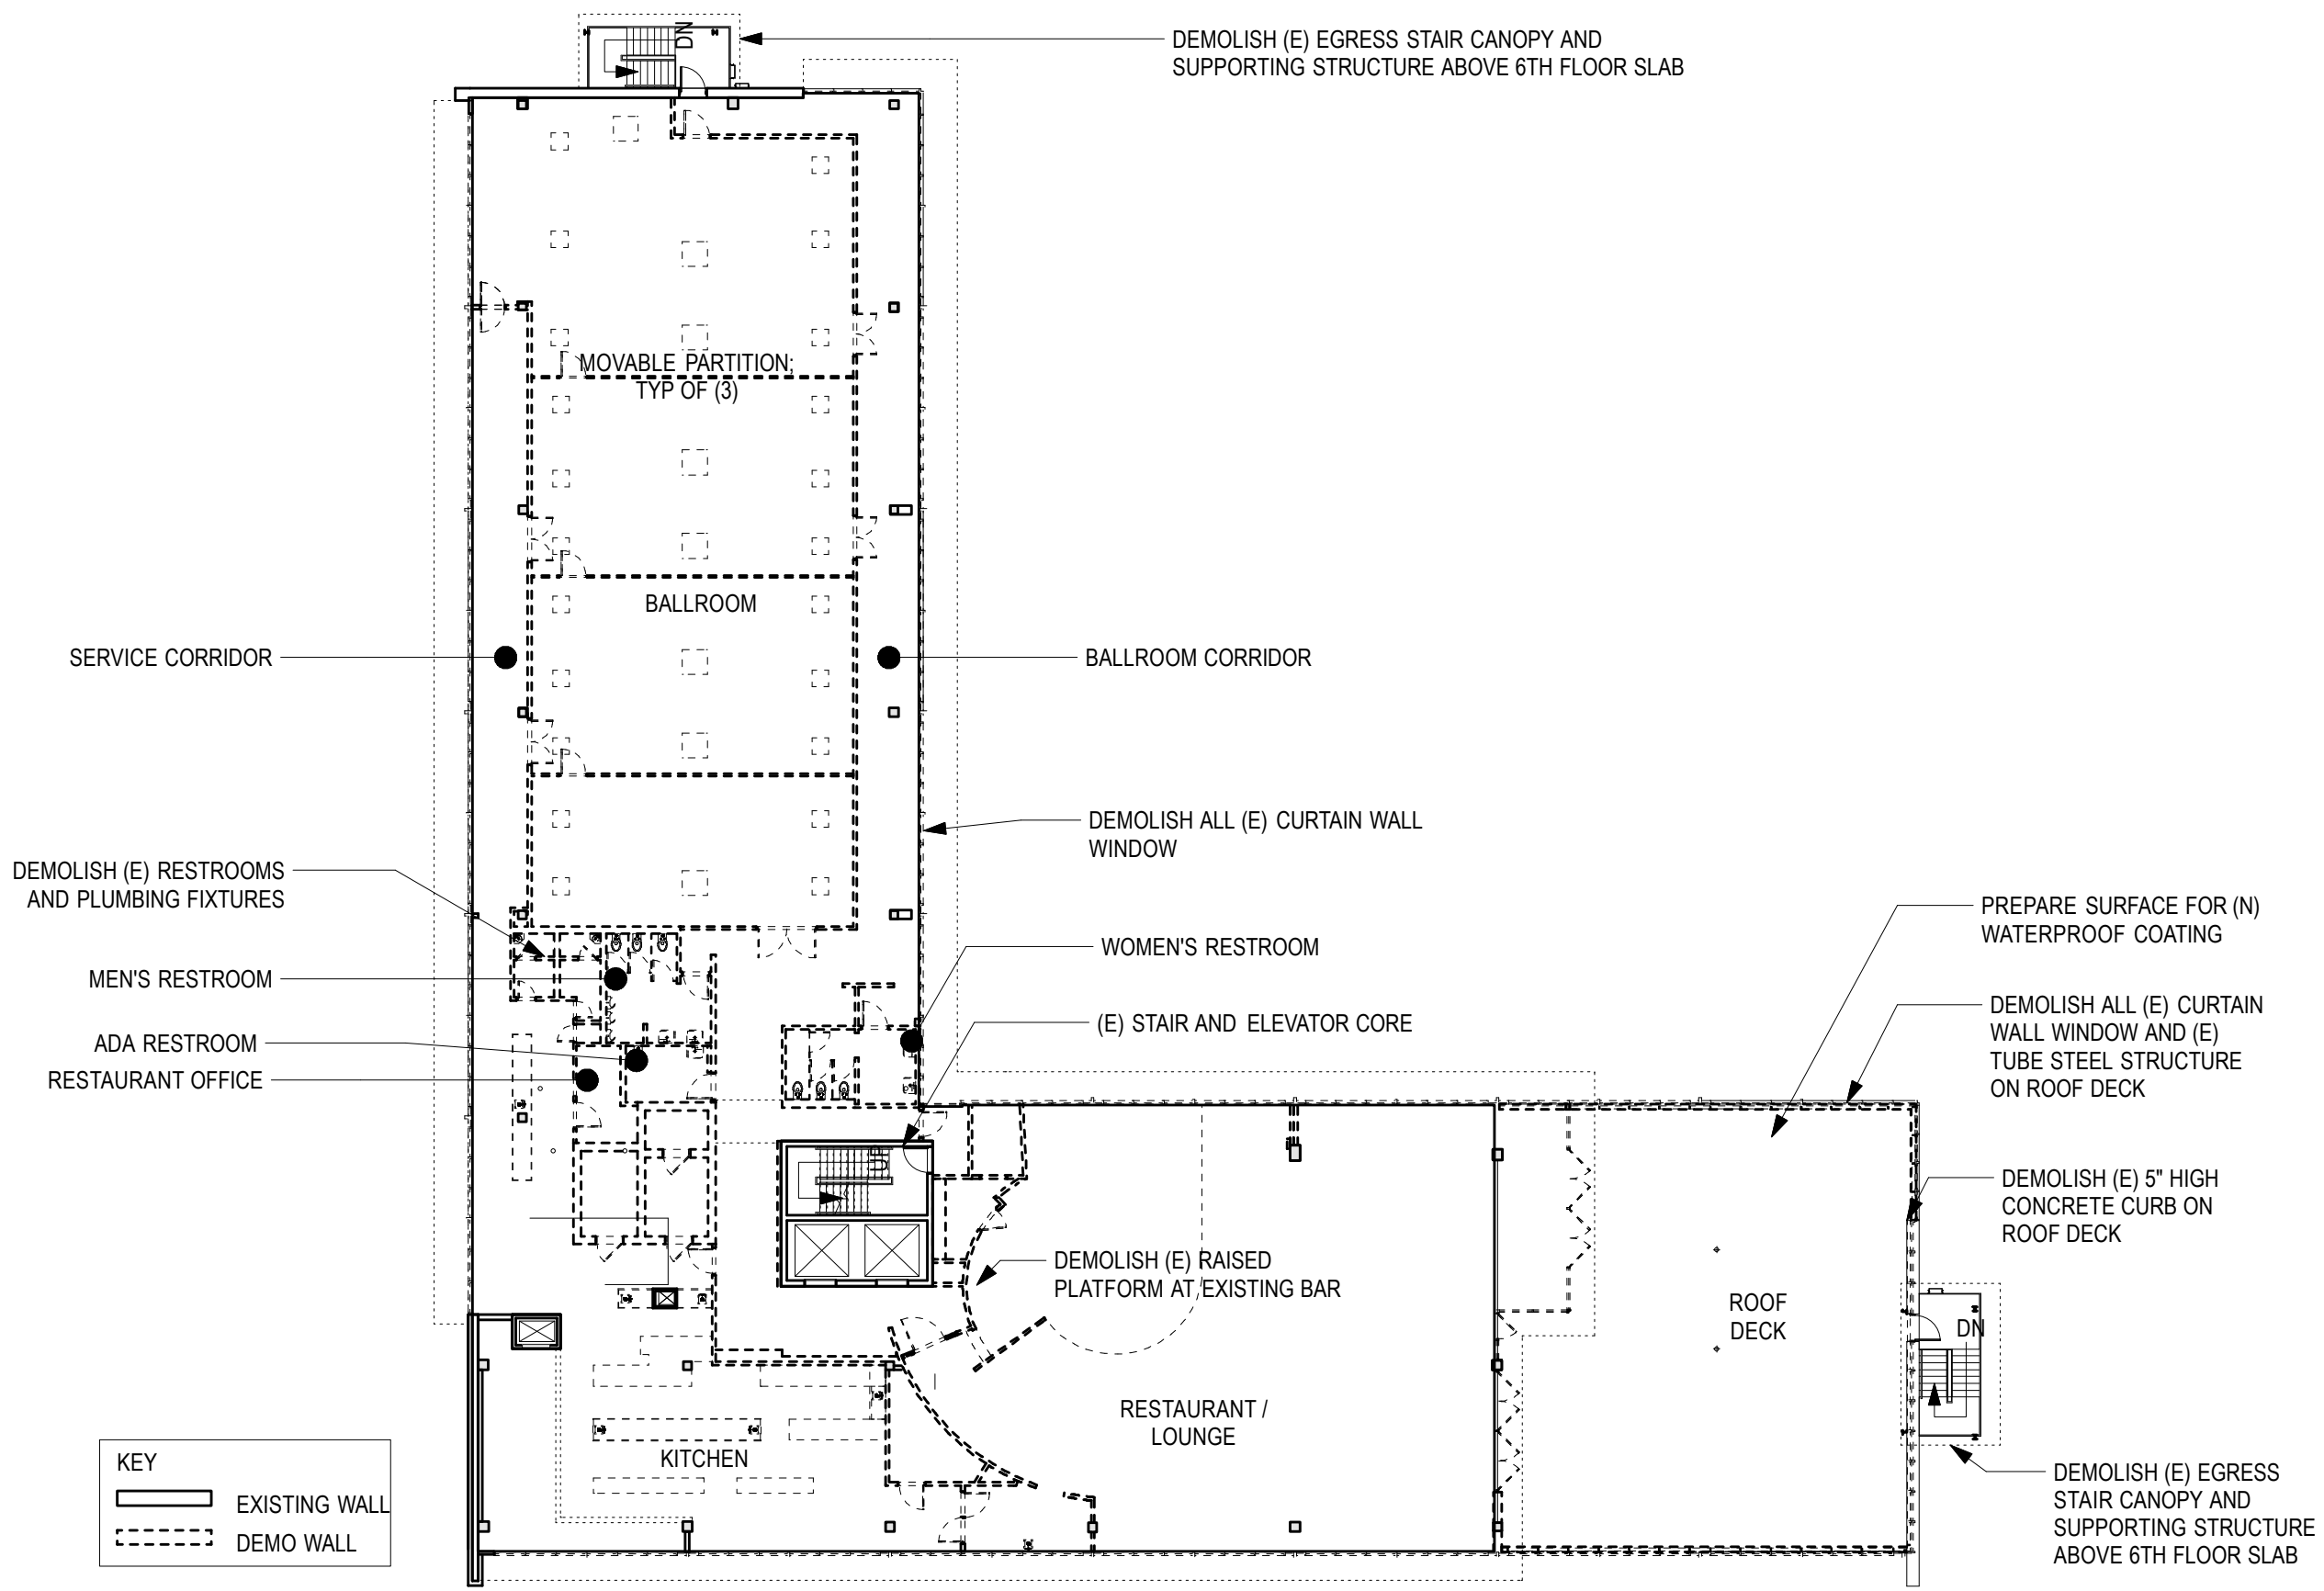 DN
DEMOLISH (E) EGRESS STAIR CANOPY AND
SUPPORTING STRUCTURE ABOVE 6TH FLOOR SLAB
MOVABLE PARTITION;
TYP OF (3)
BALLROOM
SERVICE CORRIDOR
BALLROOM CORRIDOR
DEMOLISH ALL (E) CURTAIN WALL
WINDOW
DEMOLISH (E) RESTROOMS
AND PLUMBING FIXTURES
MEN'S RESTROOM
ADA RESTROOM
RESTAURANT OFFICE
WOMEN'S RESTROOM
(E) STAIR AND ELEVATOR CORE
PREPARE SURFACE FOR (N)
WATERPROOF COATING
DEMOLISH ALL (E) CURTAIN
WALL WINDOW AND (E)
TUBE STEEL STRUCTURE
ON ROOF DECK
UP
DEMOLISH (E) 5" HIGH
CONCRETE CURB ON
ROOF DECK
DEMOLISH (E) RAISED
PLATFORM AT EXISTING BAR
ROOF
DECK
DN
RESTAURANT /
LOUNGE
KITCHEN
KEY
EXISTING WALL
DEMO WALL
DEMOLISH (E) EGRESS
STAIR CANOPY AND
SUPPORTING STRUCTURE
ABOVE 6TH FLOOR SLAB